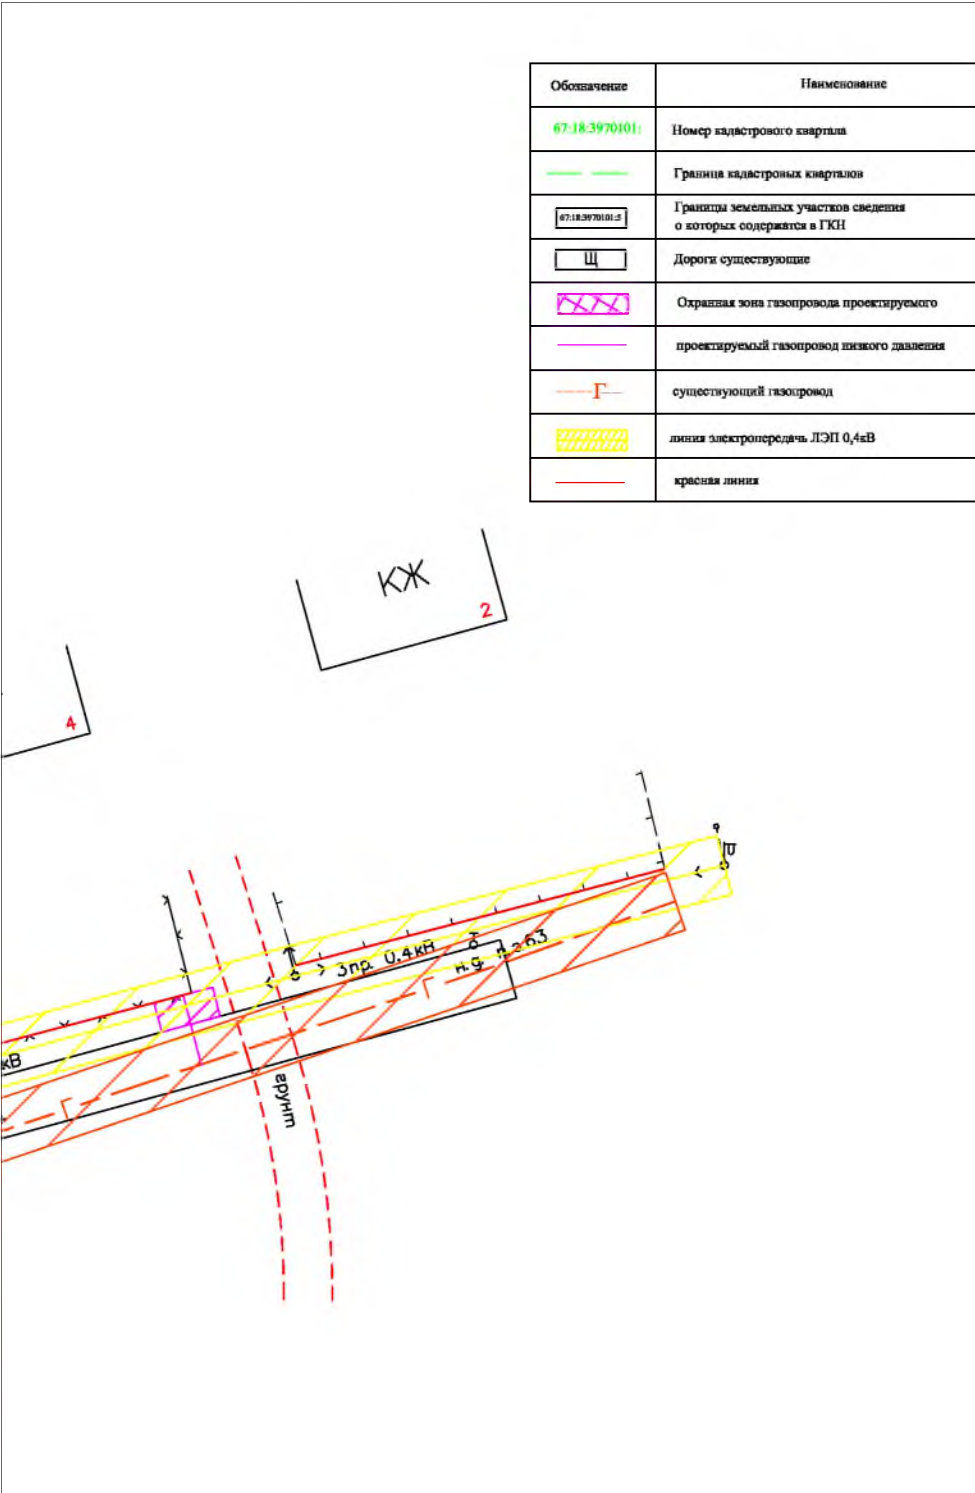 Обозначение Наименование
67:18:3970101: Номер кадастрового квартала
Граница кадастровых кварталов
67:18:3970101:5 Границы земельных участков сведения
о которых содержатся в ГКН
Щ Дороги существующие
Охранная зона газопровода проектируемого
проектируемый газопровод низкого давления
Г существующий газопровод
линия электропередачь ЛЭП 0,4кВ
красная линия
КЖ
2
4
3 пр. 0.4кВ
н.д.
63
Г
кВ
Г
грунт